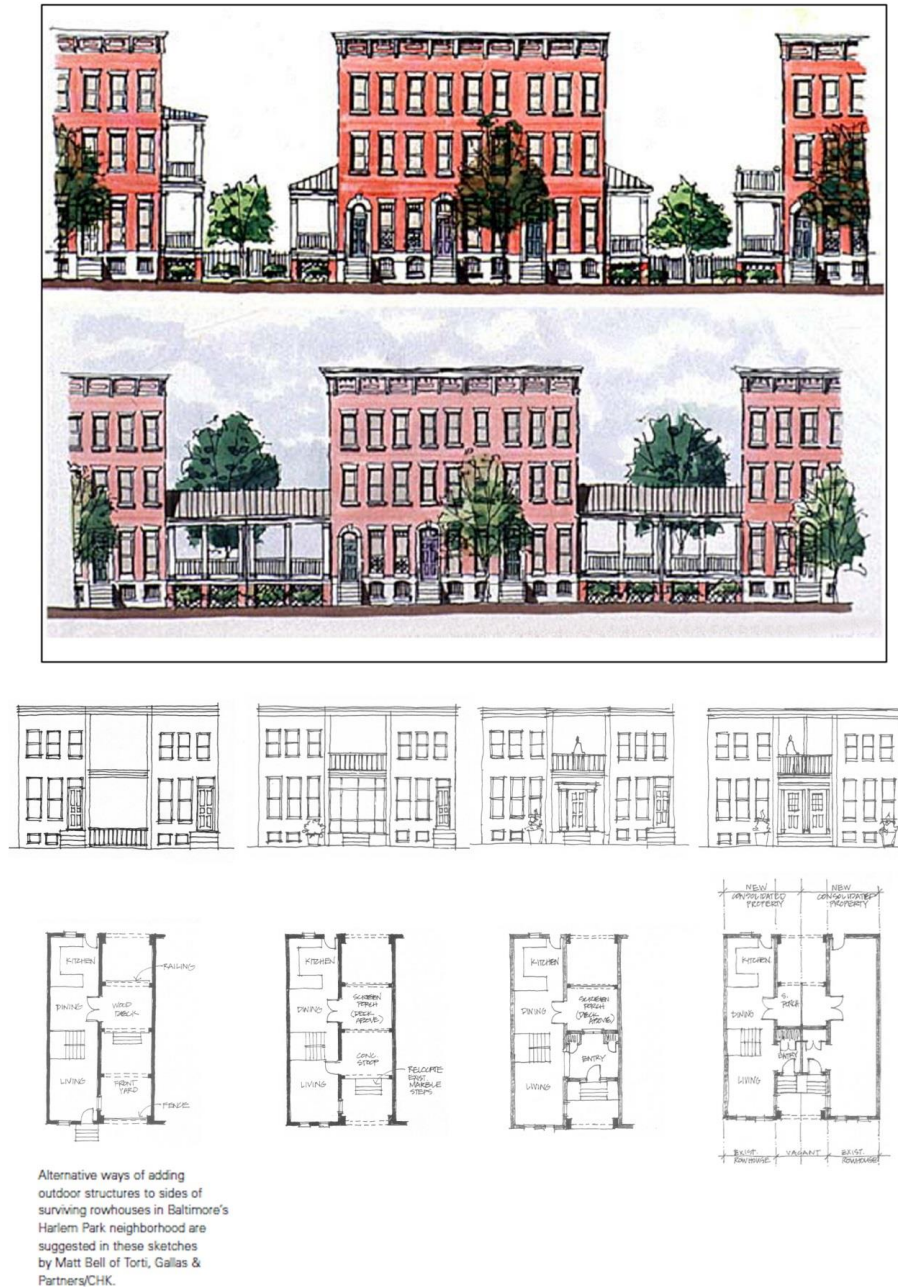 NEW
CONSOLIDATED
PROPERTY
NEW
CONSOLIDATED
PROPERTY
KITCHEN
RAILING
DINING
WOOD
DECK
LIVING
FRONT
YARD
FENCE
KITCHEN
DINING
SCREEN
PORCH
(DECK
ABOVE)
CONC.
STOOP
LIVING
RELOCATE
EXIST.
MARBLE
STEPS
KITCHEN
DINING
SCREEN
PORCH
(DECK
ABOVE)
ENTRY
LIVING
KITCHEN
DINING
S.
PORCH
ENTRY
LIVING
EXIST.
ROWHOUSE
VACANT
EXIST.
ROWHOUSE
Alternative ways of adding
outdoor structures to sides of
surviving rowhouses in Baltimore's
Harlem Park neighborhood are
suggested in these sketches
by Matt Bell of Torti, Gallas &
Partners/CHK.